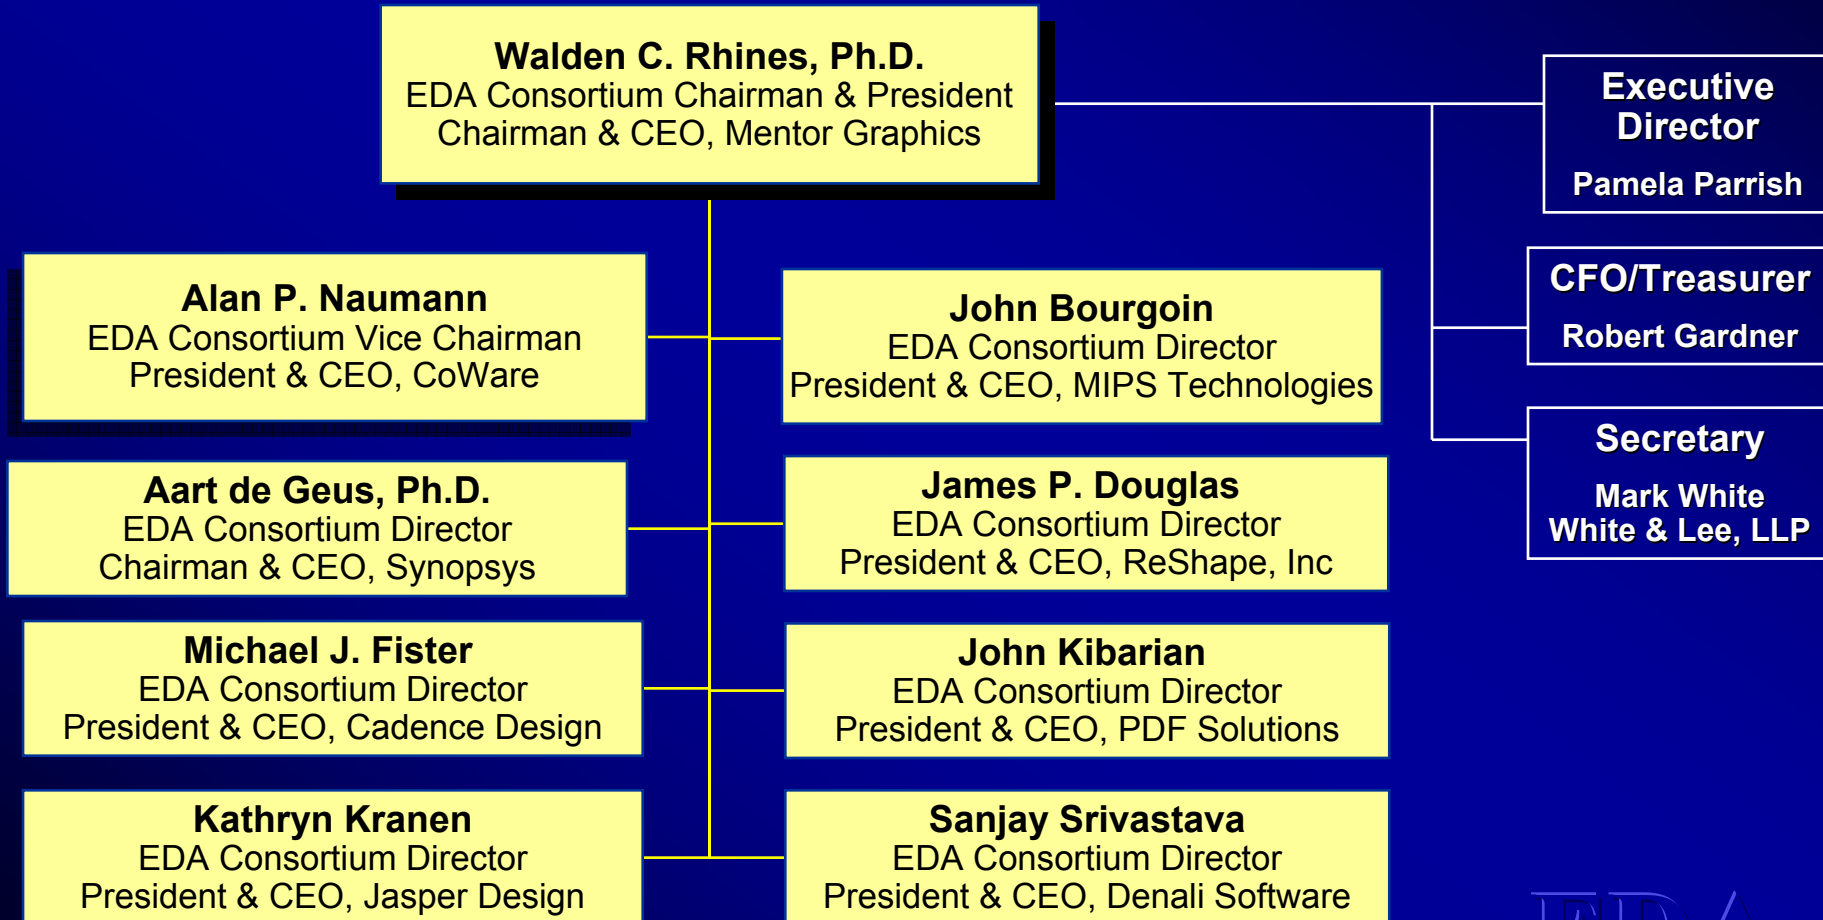 Walden C. Rhines, Ph.D.
EDA Consortium Chairman & President
Chairman & CEO, Mentor Graphics
Executive
Director
Pamela Parrish
CFO/Treasurer
Robert Gardner
Secretary
Mark White
White & Lee, LLP
Alan P. Naumann
EDA Consortium Vice Chairman
President & CEO, CoWare
John Bourgoin
EDA Consortium Director
President & CEO, MIPS Technologies
Aart de Geus, Ph.D.
EDA Consortium Director
Chairman & CEO, Synopsys
James P. Douglas
EDA Consortium Director
President & CEO, ReShape, Inc
Michael J. Fister
EDA Consortium Director
President & CEO, Cadence Design
John Kibarian
EDA Consortium Director
President & CEO, PDF Solutions
Kathryn Kranen
EDA Consortium Director
President & CEO, Jasper Design
Sanjay Srivastava
EDA Consortium Director
President & CEO, Denali Software
EDA